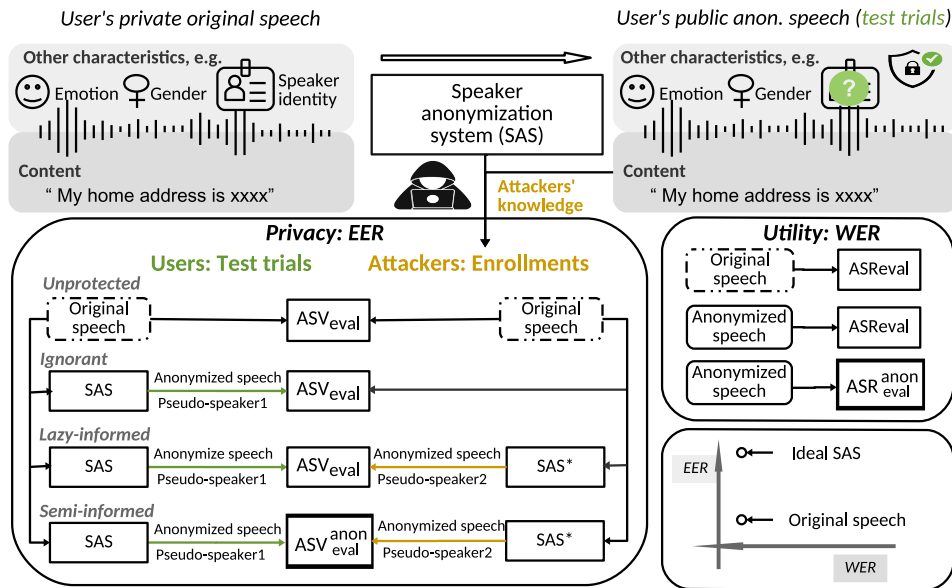 User's private original speech
User's public anon. speech (test trials)
Other characteristics, e.g.
Emotion
Gender
Speaker
identity
Content
“ My home address is xxxx”
Speaker
anonymization
system (SAS)
Attackers'
knowledge
Other characteristics, e.g.
Emotion
Gender
?
Content
“ My home address is xxxx”
Privacy: EER
Users: Test trials
Attackers: Enrollments
Unprotected
Original
speech
ASVeval
Original
speech
Ignorant
SAS
Anonymized speech
Pseudo-speaker1
ASVeval
Lazy-informed
SAS
Anonymize speech
Pseudo-speaker1
ASVeval
Anonymized speech
Pseudo-speaker2
SAS*
Semi-informed
SAS
Anonymized speech
Pseudo-speaker1
ASV anon eval
Anonymized speech
Pseudo-speaker2
SAS*
Utility: WER
Original
speech
ASReval
Anonymized
speech
ASReval
Anonymized
speech
ASR anon eval
EER
Ideal SAS
Original speech
WER